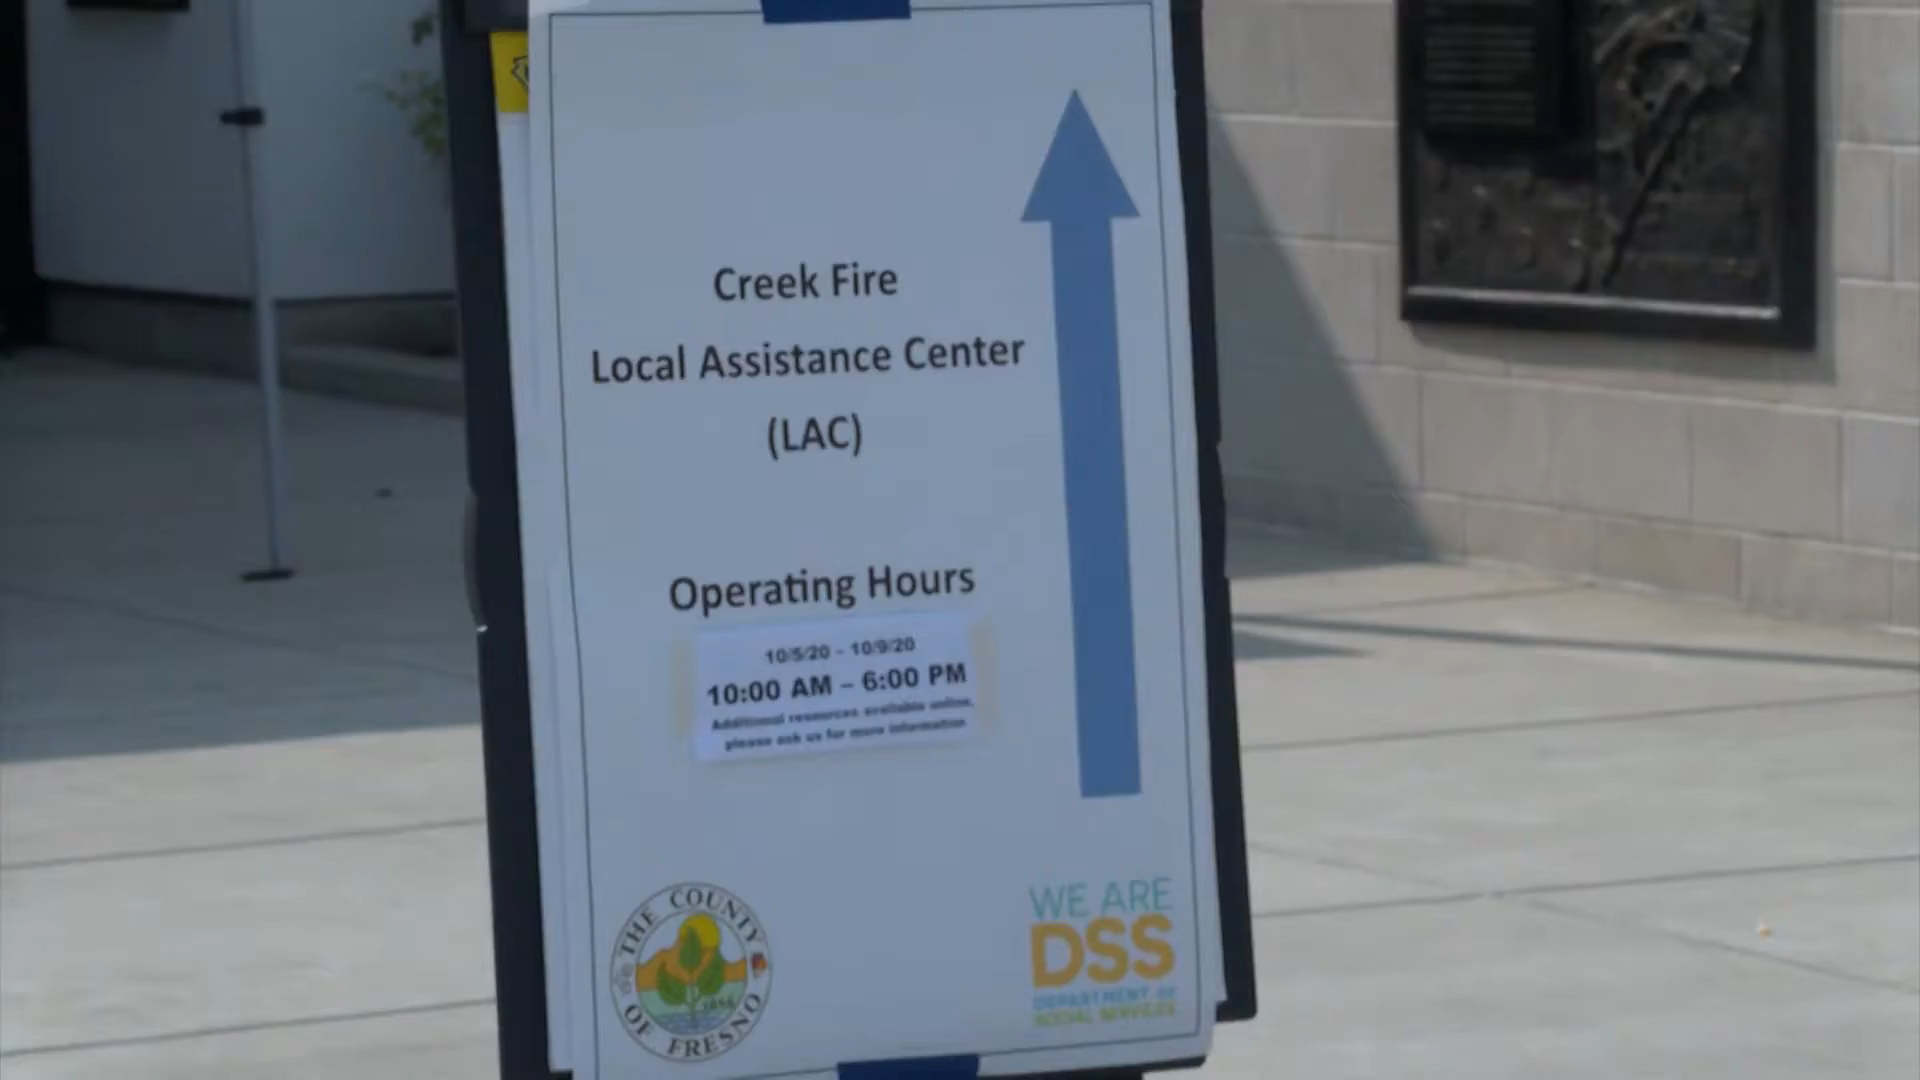 Creek Fire
Local Assistance Center
(LAC)
Operating Hours
10/5/20 – 10/9/20
10:00 AM – 6:00 PM
Additional resources available online,
please ask us for more information
THE COUNTY
OF FRESNO
1856
WE ARE
DSS
DEPARTMENT OF
SOCIAL SERVICES